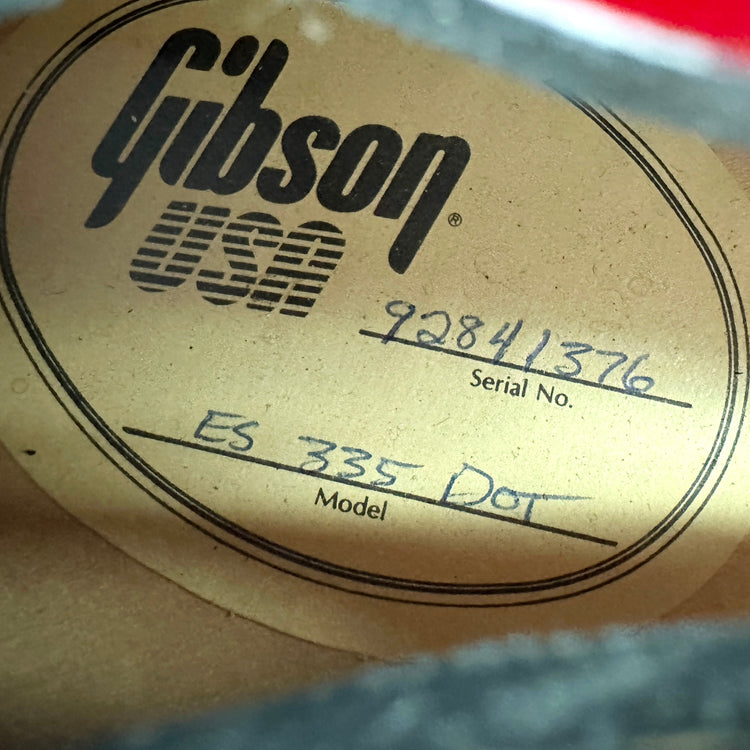 Gibson®
USA
92841376
Serial No.
ES 335 DOT
Model